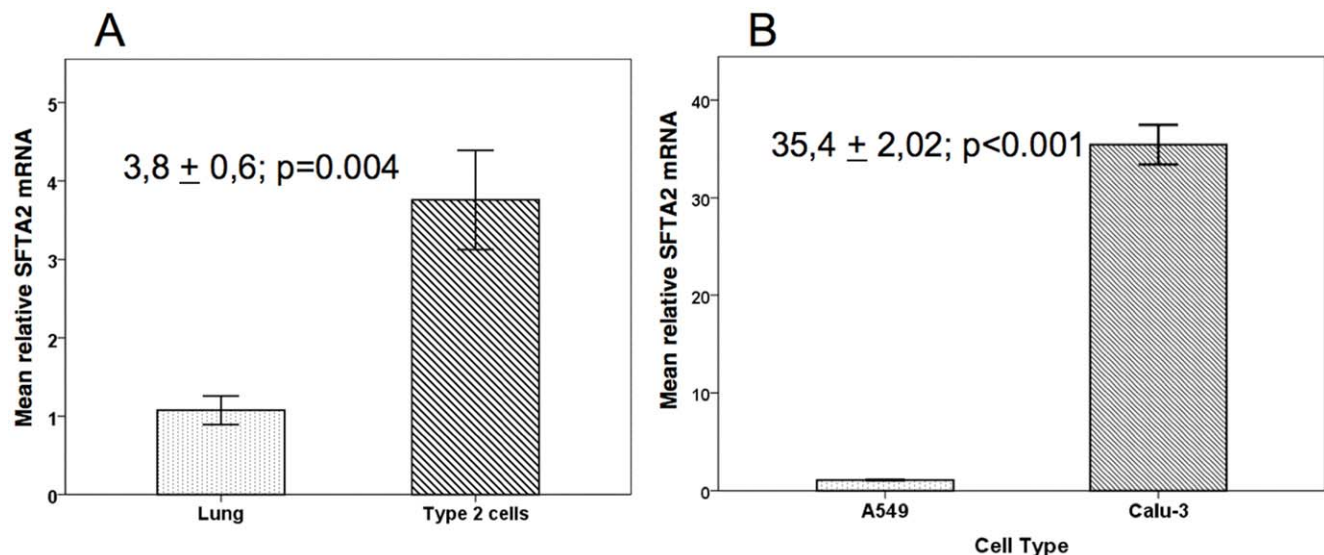 A
Mean relative SFTA2 mRNA
5
4
3
2
1
0
3,8 ± 0,6; p=0.004
Lung
Type 2 cells
B
Mean relative SFTA2 mRNA
40
30
20
10
0
35,4 ± 2,02; p<0.001
A549
Calu-3
Cell Type